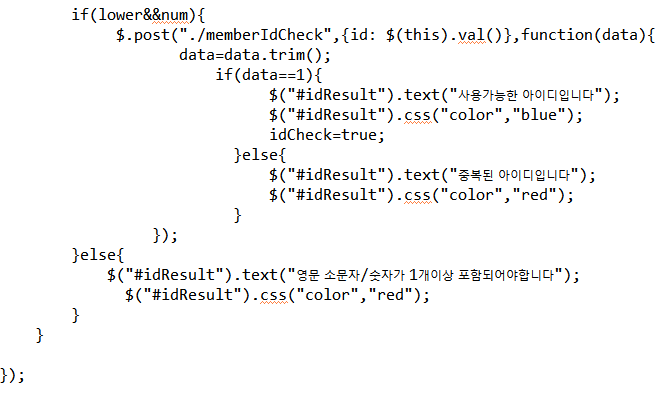 if(lower&&num){
$.post("./memberIdCheck",{id: $(this).val()},function(data){
data=data.trim();
if(data==1){
$("#idResult").text("사용가능한 아이디입니다");
$("#idResult").css("color","blue");
idCheck=true;
}else{
$("#idResult").text("중복된 아이디입니다");
$("#idResult").css("color","red");
}
});
}else{
$("#idResult").text("영문 소문자/숫자가 1개이상 포함되어야합니다");
$("#idResult").css("color","red");
}
}
});